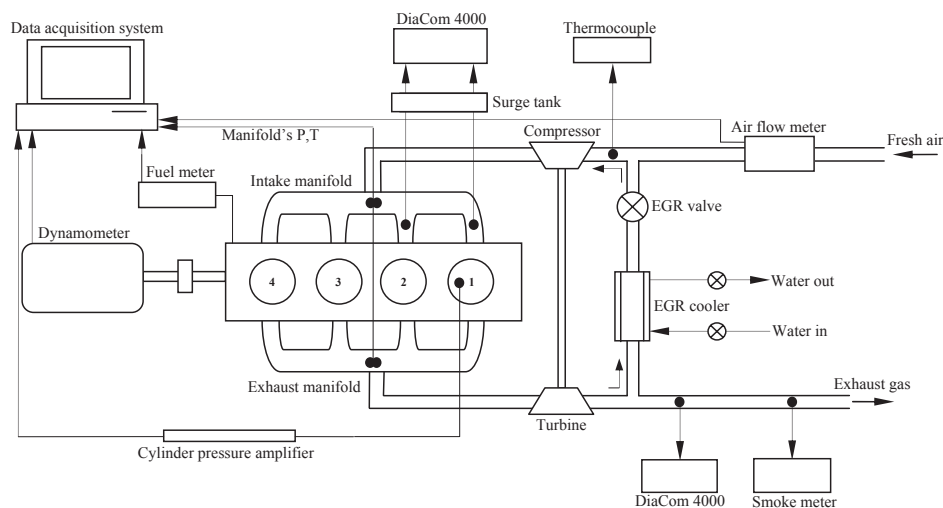 DiaCom 4000
Data acquisition system
Thermocouple
Surge tank
Compressor
Air flow meter
Manifold's P,T
Fresh air
Fuel meter
Intake manifold
EGR valve
Dynamometer
4
3
2
1
Water out
EGR cooler
Water in
Exhaust manifold
Exhaust gas
Turbine
Cylinder pressure amplifier
DiaCom 4000
Smoke meter